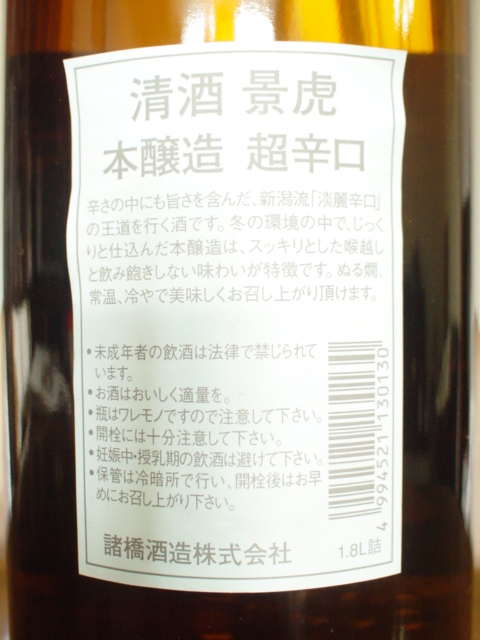 清酒 景虎
本醸造 超辛口
辛さの中にも旨さを含んだ、新潟流「淡麗辛口」
の王道を行く酒です。冬の環境の中で、じっく
りと仕込んだ本醸造は、スッキリとした喉越し
と飲み飽きしない味わいが特徴です。ぬる燗、
常温、冷やで美味しくお召し上がり頂けます。
•未成年者の飲酒は法律で禁じられて
います。
•お酒はおいしく適量を。
•瓶はワレモノですので注意して下さい。
•開栓には十分注意して下さい。
•妊娠中・授乳期の飲酒は避けて下さい。
•保管は冷暗所で行い、開栓後はお早
めにお召し上がり下さい。
4 994521 130130
諸橋酒造株式会社
1.8L詰